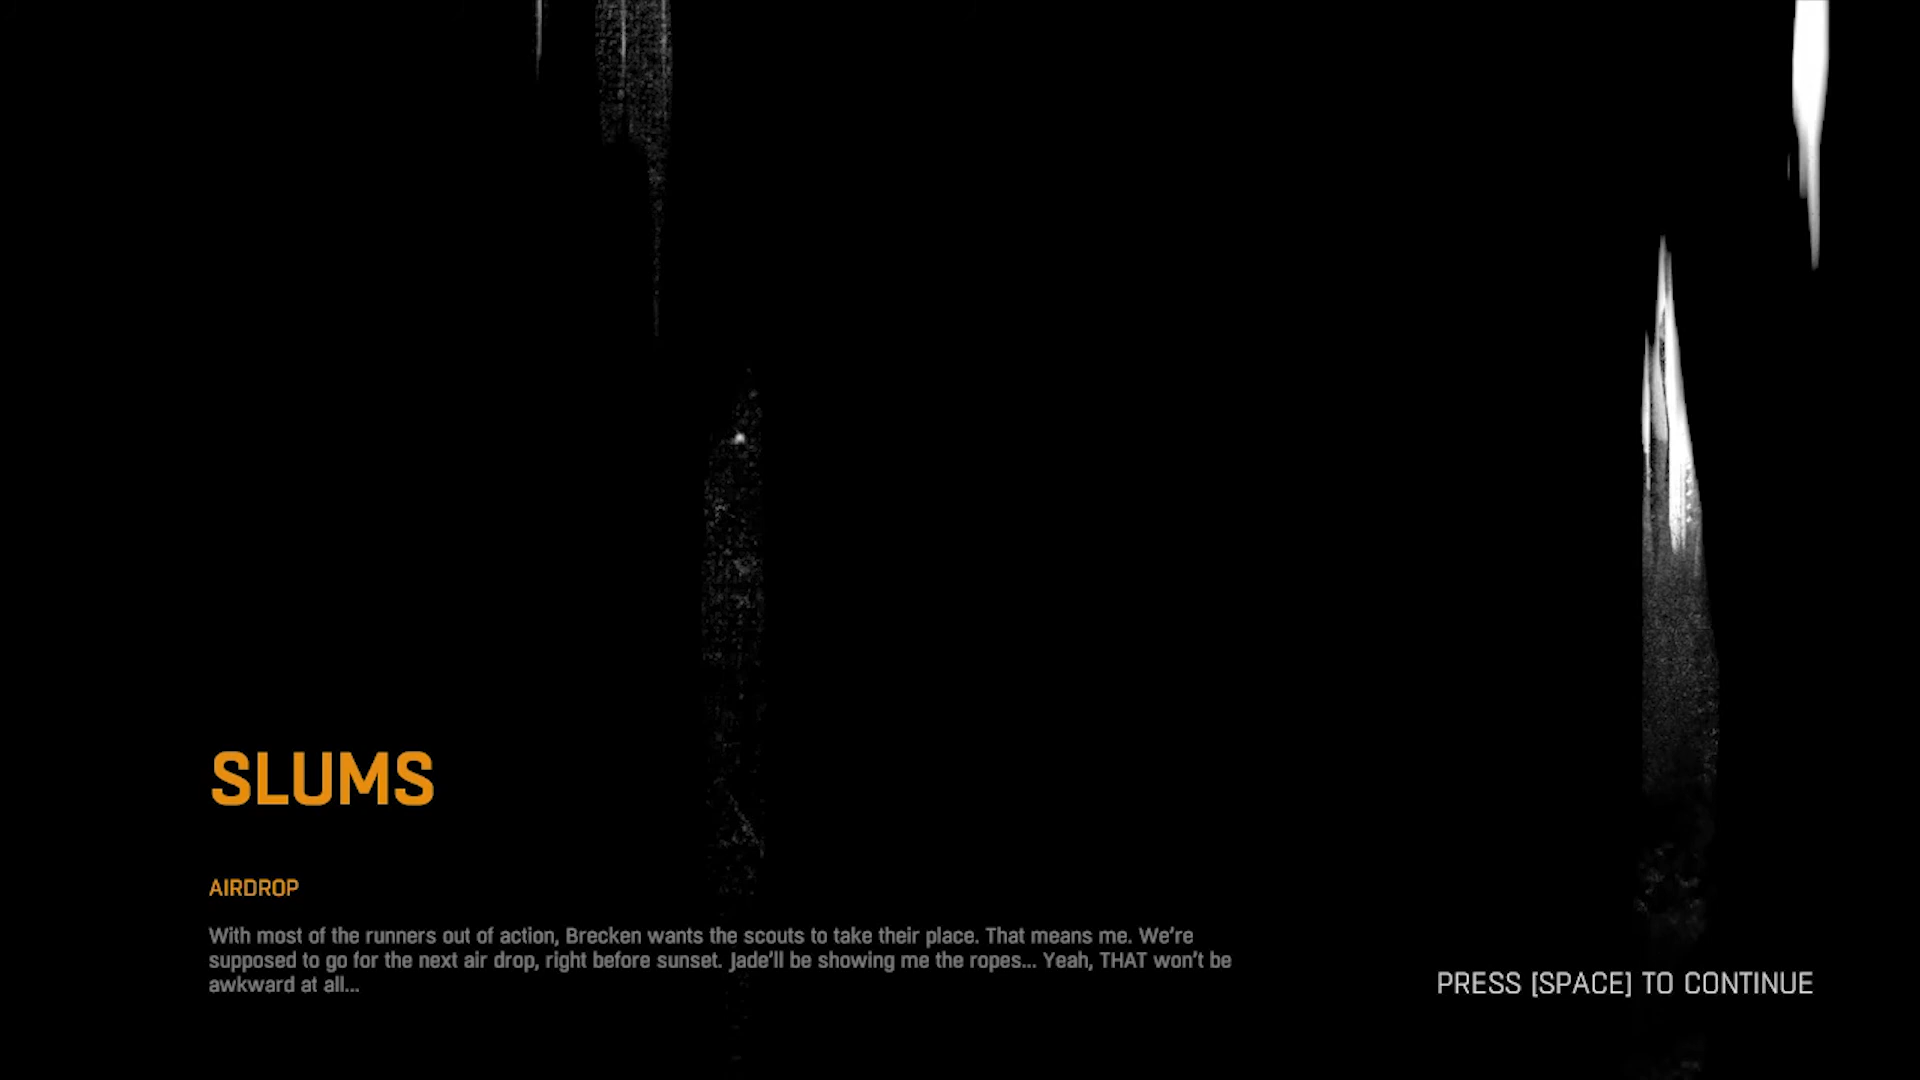 SLUMS
AIRDROP
With most of the runners out of action, Brecken wants the scouts to take their place. That means me. We're
supposed to go for the next air drop, right before sunset. Jade'll be showing me the ropes... Yeah, THAT won't be
awkward at all...
PRESS [SPACE] TO CONTINUE